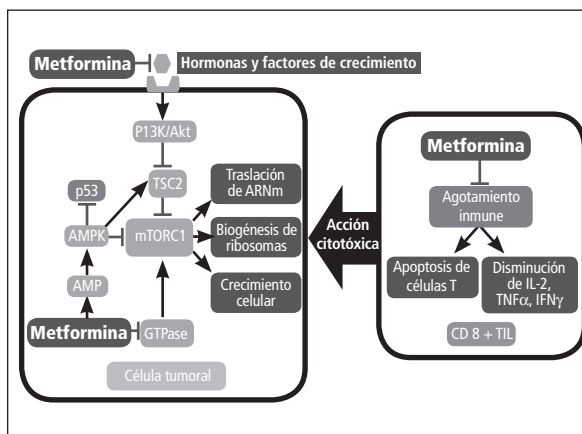 Metformina
Hormonas y factores de crecimiento
P13K/Akt
TSC2
p53
AMPK
mTORC1
AMP
Metformina
GTPase
Traslación
de ARNm
Biogénesis de
ribosomas
Crecimiento
celular
Célula tumoral
Acción
citotóxica
Metformina
Agotamiento
inmune
Apoptosis de
células T
Disminución
de IL-2,
TNFα, IFNγ
CD 8 + TIL